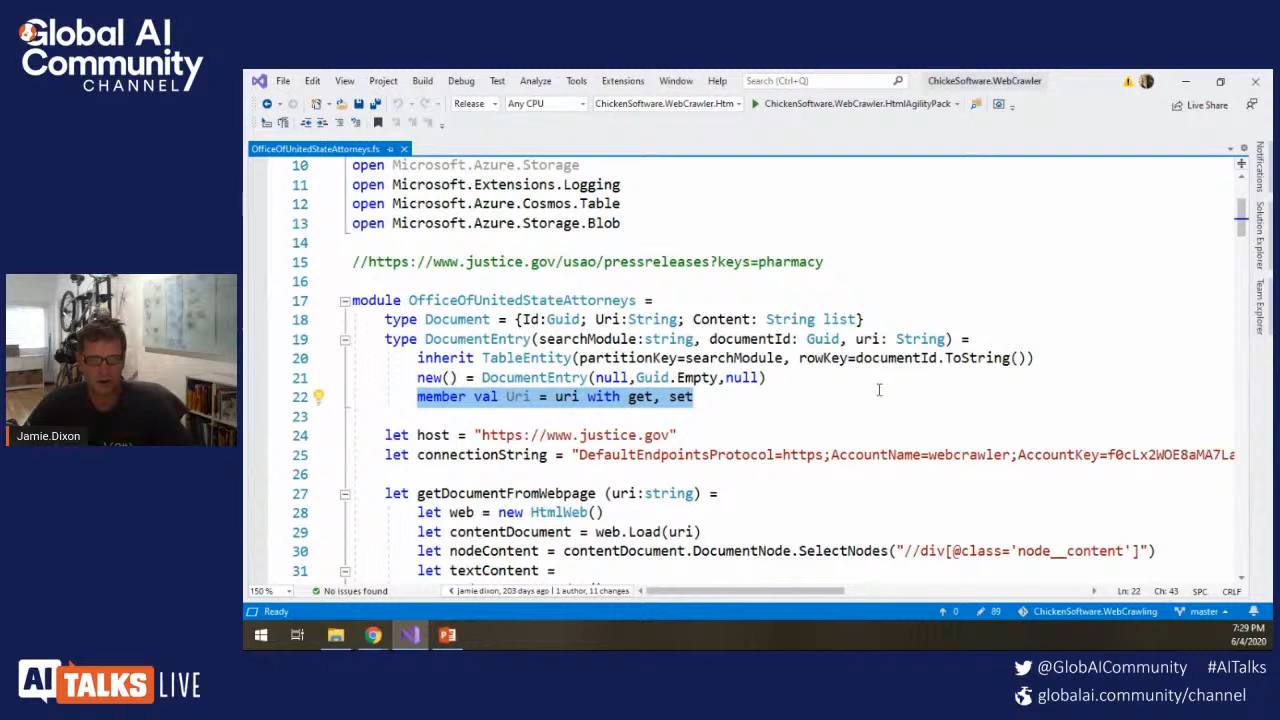 Global AI
Community
CHANNEL
File Edit View Project Build Debug Test Analyze Tools Extensions Window Help Search (Ctrl+Q) ChickeSoftware.WebCrawler
Release Any CPU ChickenSoftware.WebCrawler.Htm ChickenSoftware.WebCrawler.HtmlAgilityPack Live Share
OfficeOfUnitedStateAttorneys.fs
10 open Microsoft.Azure.Storage
11 open Microsoft.Extensions.Logging
12 open Microsoft.Azure.Cosmos.Table
13 open Microsoft.Azure.Storage.Blob
14
15 //https://www.justice.gov/usao/pressreleases?keys=pharmacy
16
17 module OfficeOfUnitedStateAttorneys =
18 type Document = {Id:Guid; Uri:String; Content: String list}
19 type DocumentEntry(searchModule:string, documentId: Guid, uri: String) =
20 inherit TableEntity(partitionKey=searchModule, rowKey=documentId.ToString())
21 new() = DocumentEntry(null,Guid.Empty,null)
22 member val Uri = uri with get, set
23
24 let host = "https://www.justice.gov"
25 let connectionString = "DefaultEndpointsProtocol=https;AccountName=webcrawler;AccountKey=f0cLx2WOE8aMA7La
26
27 let getDocumentFromWebpage (uri:string) =
28 let web = new HtmlWeb()
29 let contentDocument = web.Load(uri)
30 let nodeContent = contentDocument.DocumentNode.SelectNodes("//div[@class='node__content']")
31 let textContent =
Notifications
Solution Explorer
Team Explorer
150 % No issues found jamie dixon, 203 days ago | 1 author, 11 changes Ln: 22 Ch: 43 SPC CRLF
Ready 0 89 ChickenSoftware.WebCrawling master
7:29 PM
6/4/2020
Jamie.Dixon
AI TALKS LIVE
@GlobAICommunity #AITalks
globalai.community/channel